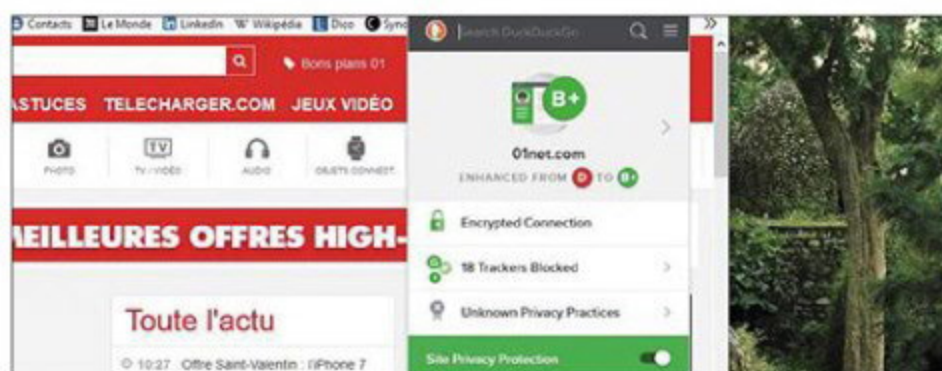 Contacts Le Monde LinkedIn W Wikipédia Dico
Search DuckDuckGo
Bons plans 01
ASTUCES TELECHARGER.COM JEUX VIDÉO
B+
01net.com
ENHANCED FROM D TO B+
PHOTO TV / VIDÉO AUDIO OBJETS CONNECT
TV
Encrypted Connection
MEILLEURES OFFRES HIGH-
18 Trackers Blocked
Unknown Privacy Practices
Toute l'actu
Site Privacy Protection
10:27 Offre Saint-Valentin : l'iPhone 7